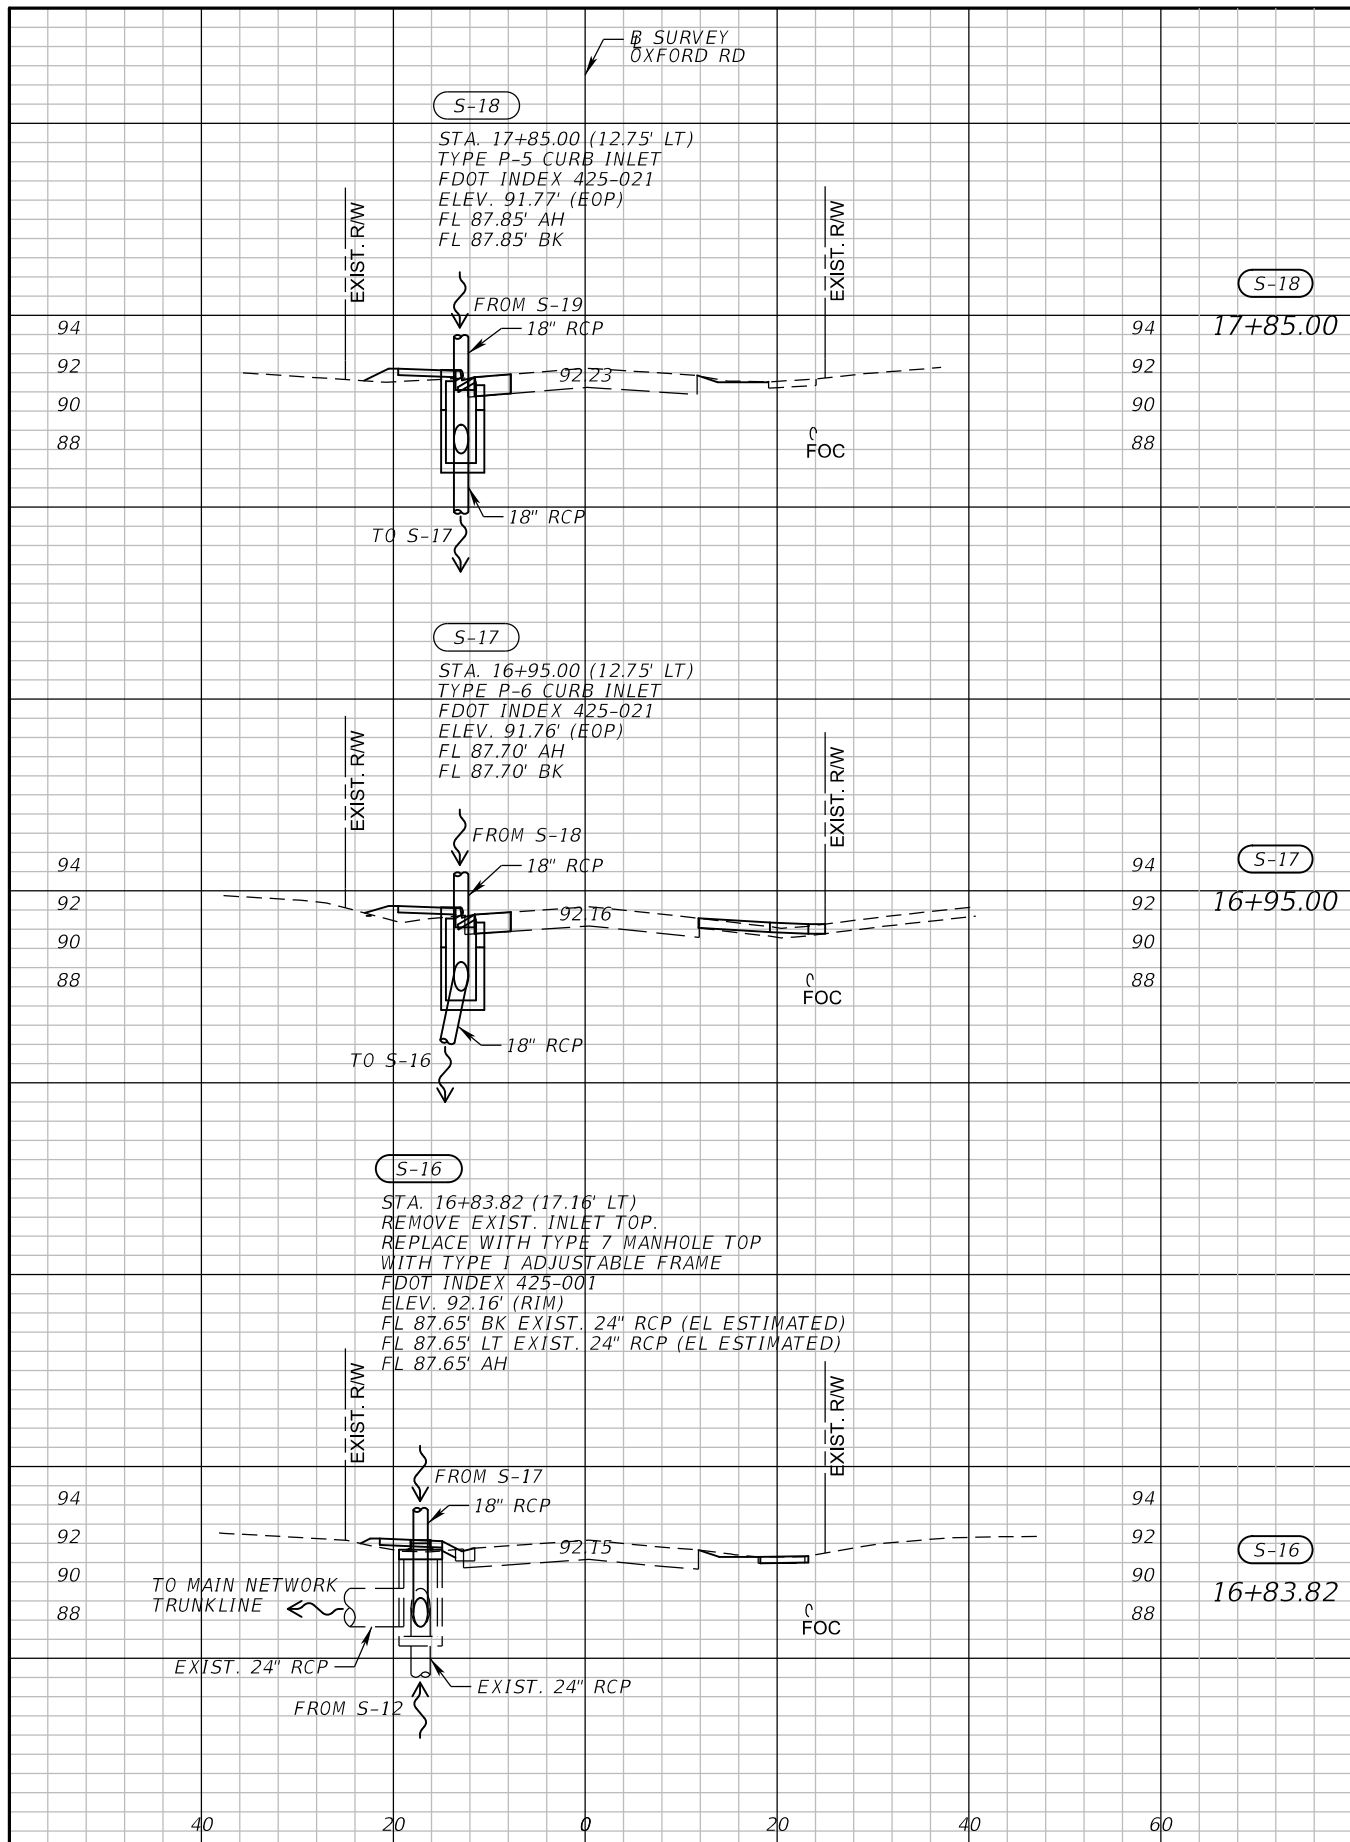 B SURVEY
OXFORD RD
S-18
STA. 17+85.00 (12.75' LT)
TYPE P-5 CURB INLET
FDOT INDEX 425-021
ELEV. 91.77' (EOP)
FL 87.85' AH
FL 87.85' BK
EXIST. R/W
EXIST. R/W
S-18
17+85.00
FROM S-19
18" RCP
94
94
92
92
92.23
90
90
88
88
FOC
18" RCP
TO S-17
S-17
STA. 16+95.00 (12.75' LT)
TYPE P-6 CURB INLET
FDOT INDEX 425-021
ELEV. 91.76' (EOP)
FL 87.70' AH
FL 87.70' BK
EXIST. R/W
EXIST. R/W
FROM S-18
18" RCP
94
94
S-17
16+95.00
92
92
92.16
90
90
88
88
FOC
18" RCP
TO S-16
S-16
STA. 16+83.82 (17.16' LT)
REMOVE EXIST. INLET TOP.
REPLACE WITH TYPE 7 MANHOLE TOP
WITH TYPE I ADJUSTABLE FRAME
FDOT INDEX 425-001
ELEV. 92.16' (RIM)
FL 87.65' BK EXIST. 24" RCP (EL ESTIMATED)
FL 87.65' LT EXIST. 24" RCP (EL ESTIMATED)
FL 87.65' AH
EXIST. R/W
EXIST. R/W
FROM S-17
18" RCP
94
94
92
92
92.15
S-16
16+83.82
90
90
TO MAIN NETWORK
TRUNKLINE
88
88
FOC
EXIST. 24" RCP
EXIST. 24" RCP
FROM S-12
40
20
0
20
40
60